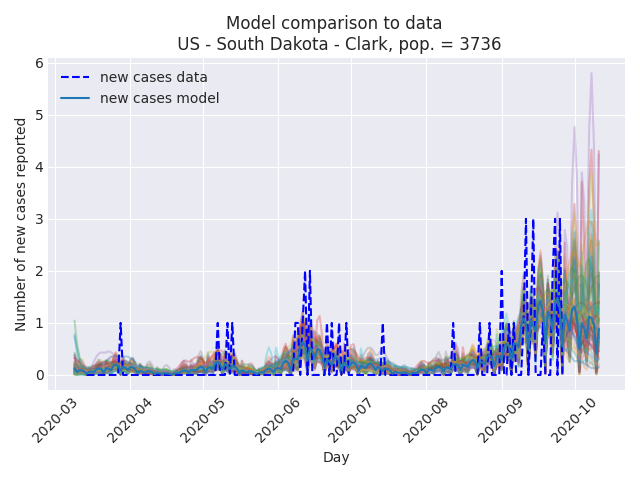 Model comparison to data
US - South Dakota - Clark, pop. = 3736
6
5
4
3
2
1
0
Number of new cases reported
new cases data
new cases model
2020-03
2020-04
2020-05
2020-06
2020-07
2020-08
2020-09
2020-10
Day